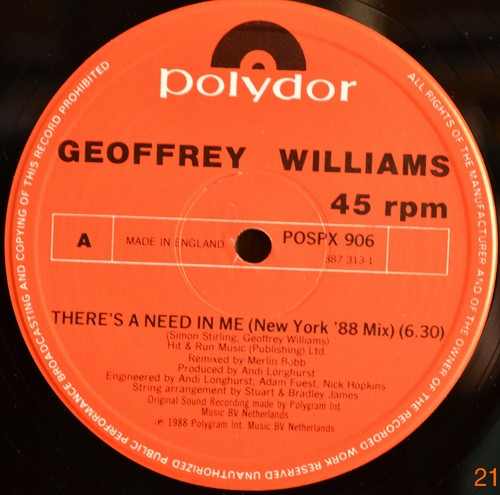 polydor
GEOFFREY WILLIAMS
45 rpm
A
MADE IN ENGLAND
POSPX 906
887 313-1
THERE'S A NEED IN ME (New York '88 Mix) (6.30)
(Simon Stirling, Geoffrey Williams)
Hit & Run Music (Publishing) Ltd
Remixed by Merlin Bobb
Produced by Andi Longhurst
Engineered by Andi Longhurst, Adam Fuest, Nick Hopkins
String arrangement by Stuart & Bradley James
Original Sound Recording made by Polygram Int.
Music BV Netherlands
℗ 1988 Polygram Int. Music BV Netherlands
ALL RIGHTS OF THE MANUFACTURER AND OF THE OWNER OF THE RECORDED WORK RESERVED UNAUTHORIZED PUBLIC PERFORMANCE BROADCASTING AND COPYING OF THIS RECORD PROHIBITED
21